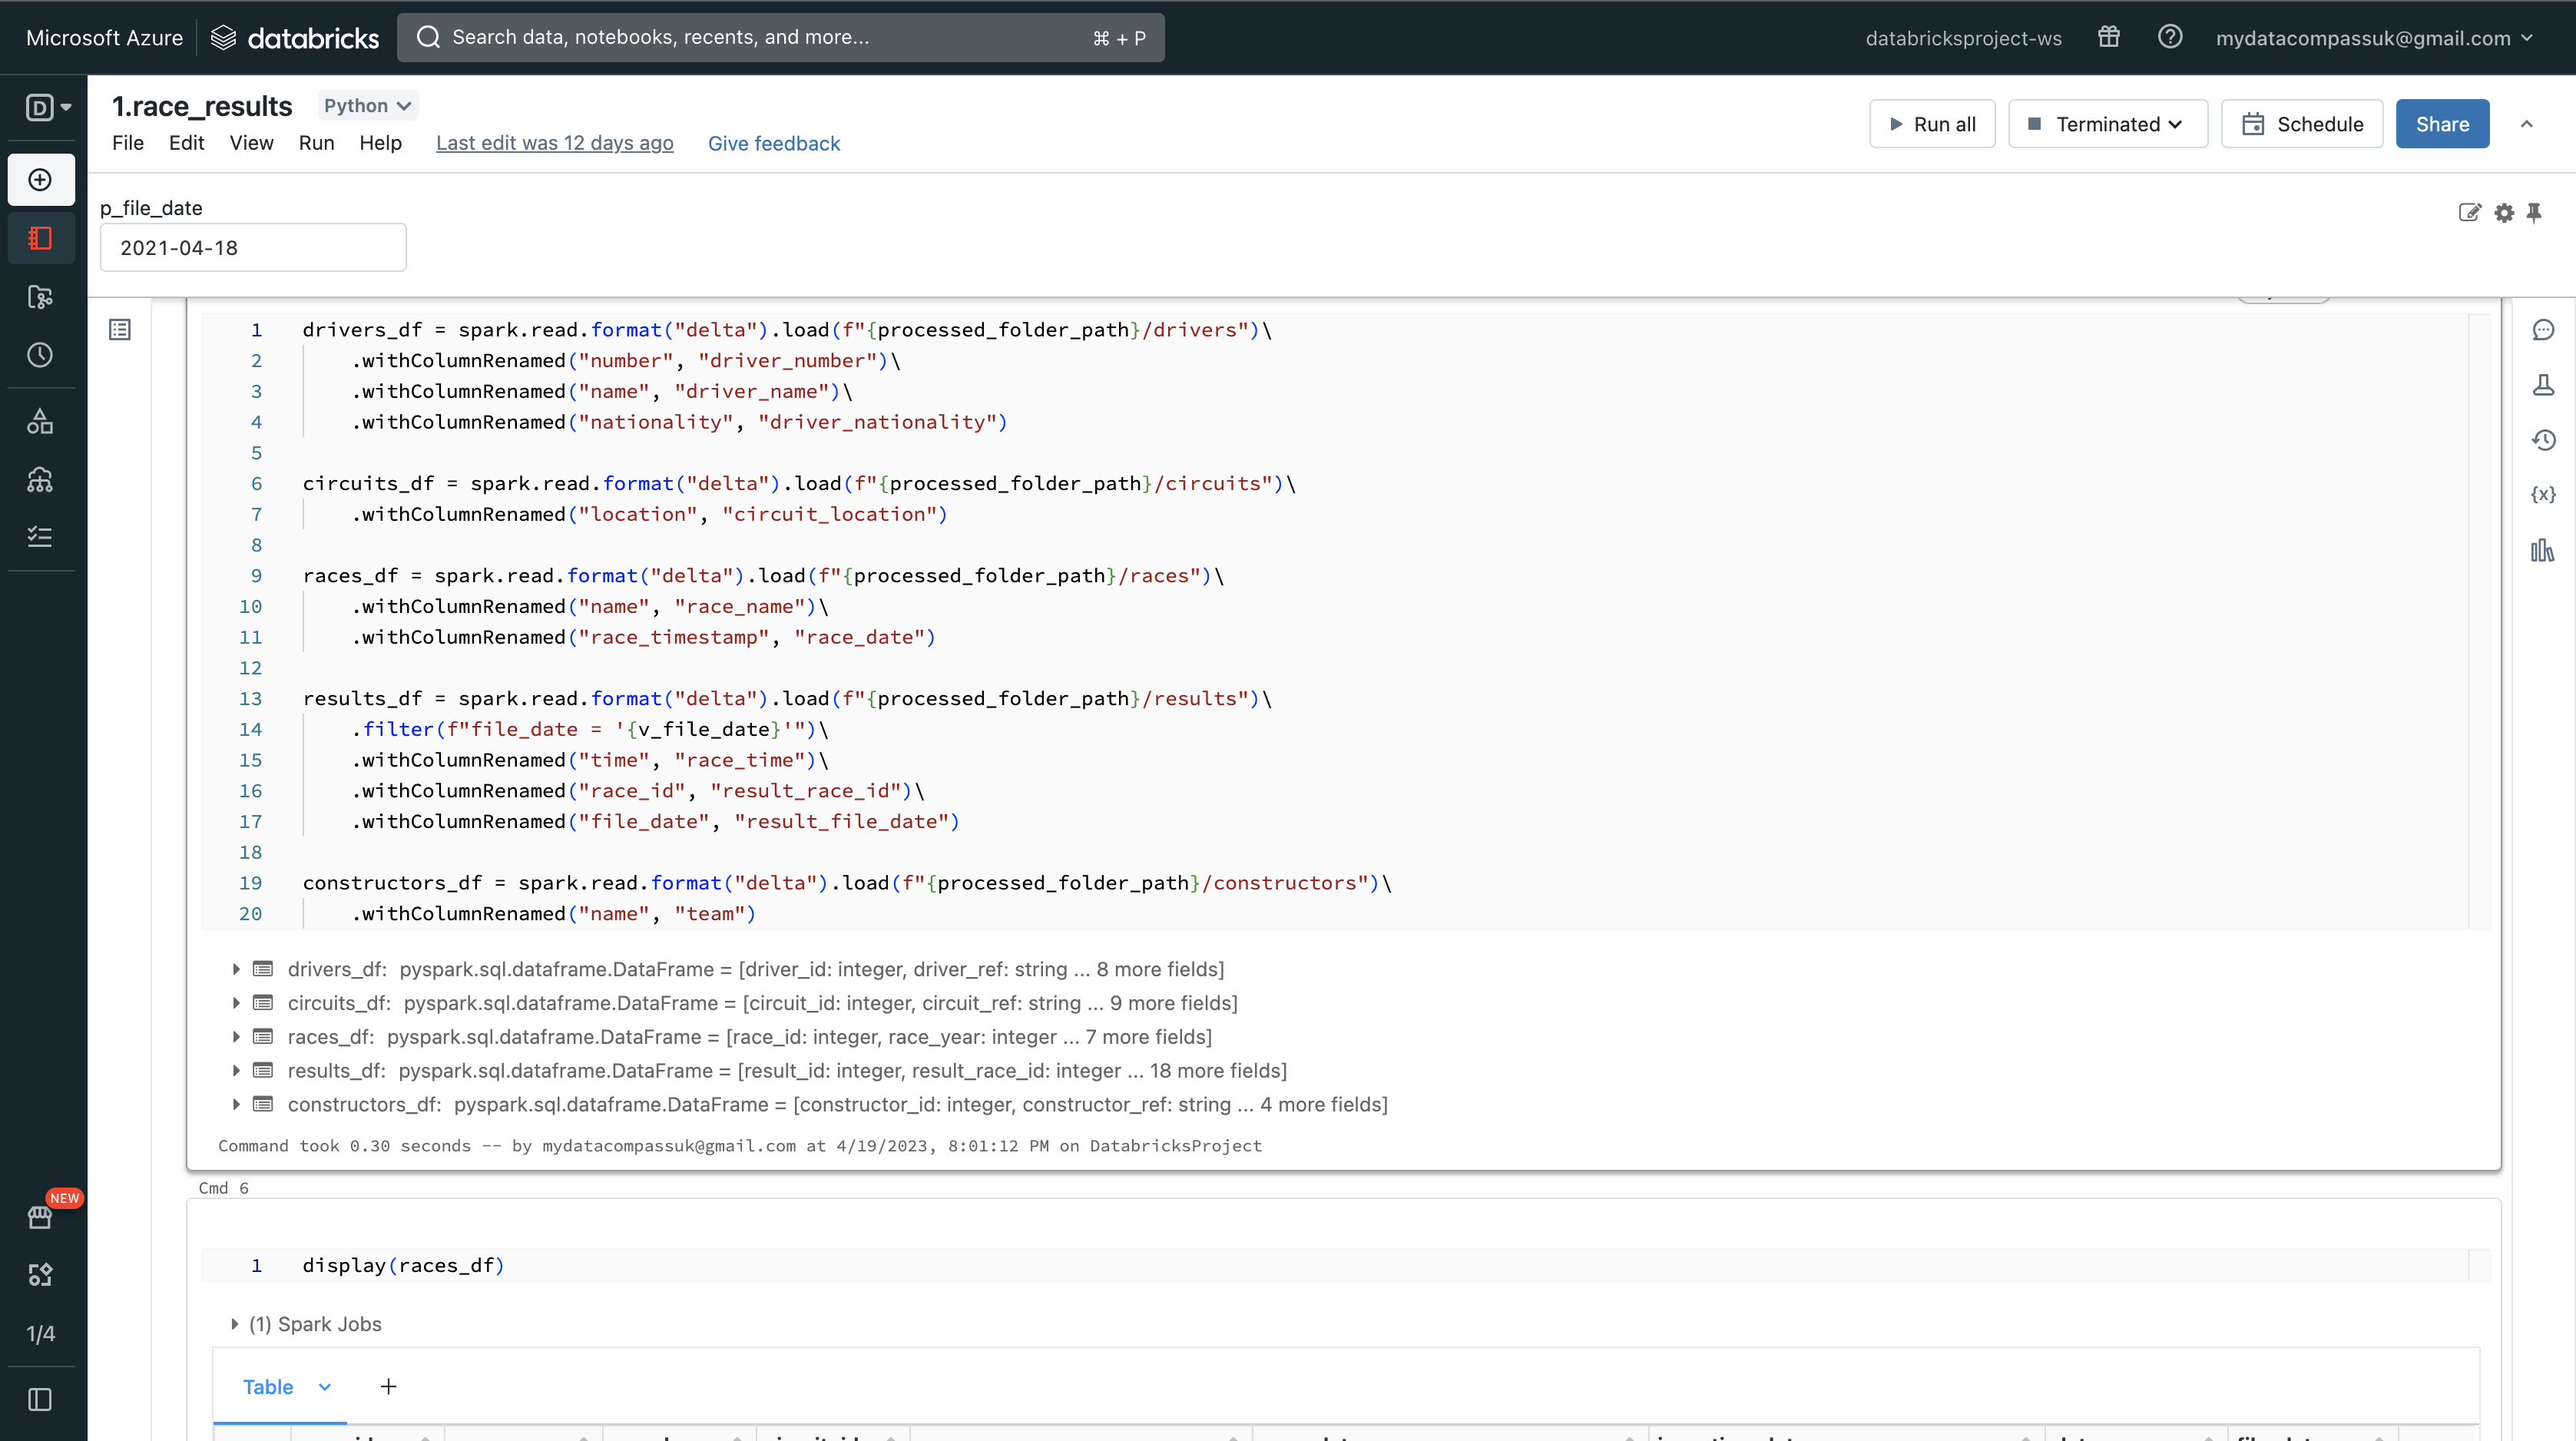 Microsoft Azure databricks Search data, notebooks, recents, and more... ⌘ + P databricksproject-ws mydatacompassuk@gmail.com
D
1.race_results Python
File Edit View Run Help Last edit was 12 days ago Give feedback
Run all Terminated Schedule Share
p_file_date
2021-04-18
1 drivers_df = spark.read.format("delta").load(f"{processed_folder_path}/drivers")\
2 .withColumnRenamed("number", "driver_number")\
3 .withColumnRenamed("name", "driver_name")\
4 .withColumnRenamed("nationality", "driver_nationality")
5
6 circuits_df = spark.read.format("delta").load(f"{processed_folder_path}/circuits")\
7 .withColumnRenamed("location", "circuit_location")
8
9 races_df = spark.read.format("delta").load(f"{processed_folder_path}/races")\
10 .withColumnRenamed("name", "race_name")\
11 .withColumnRenamed("race_timestamp", "race_date")
12
13 results_df = spark.read.format("delta").load(f"{processed_folder_path}/results")\
14 .filter(f"file_date = '{v_file_date}'")\
15 .withColumnRenamed("time", "race_time")\
16 .withColumnRenamed("race_id", "result_race_id")\
17 .withColumnRenamed("file_date", "result_file_date")
18
19 constructors_df = spark.read.format("delta").load(f"{processed_folder_path}/constructors")\
20 .withColumnRenamed("name", "team")
{x}
drivers_df: pyspark.sql.dataframe.DataFrame = [driver_id: integer, driver_ref: string ... 8 more fields]
circuits_df: pyspark.sql.dataframe.DataFrame = [circuit_id: integer, circuit_ref: string ... 9 more fields]
races_df: pyspark.sql.dataframe.DataFrame = [race_id: integer, race_year: integer ... 7 more fields]
results_df: pyspark.sql.dataframe.DataFrame = [result_id: integer, result_race_id: integer ... 18 more fields]
constructors_df: pyspark.sql.dataframe.DataFrame = [constructor_id: integer, constructor_ref: string ... 4 more fields]
Command took 0.30 seconds -- by mydatacompassuk@gmail.com at 4/19/2023, 8:01:12 PM on DatabricksProject
Cmd 6
NEW
1 display(races_df)
(1) Spark Jobs
1/4
Table +